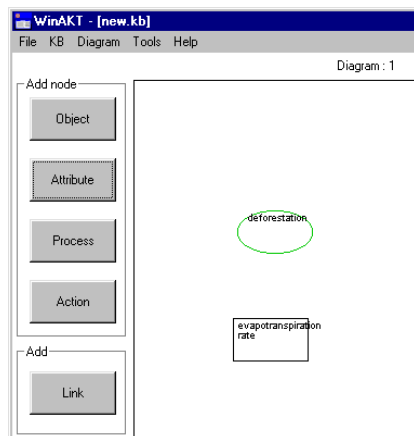 WinAKT - [new.kb]
File KB Diagram Tools Help
Diagram : 1
Add node
Object
Attribute
Process
Action
Add
Link
deforestation
evapotranspiration
rate